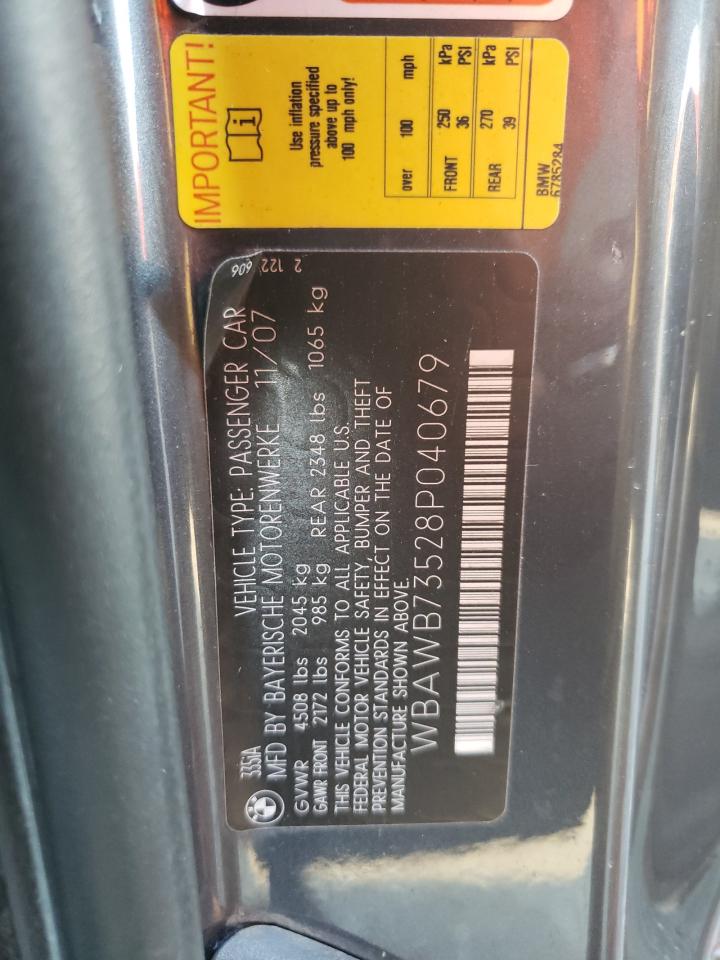 IMPORTANT!
Use inflation
pressure specified
above up to
100 mph only!
over 100 mph
FRONT 250 kPa
36 PSI
REAR 270 kPa
39 PSI
BMW
6785284
606
2 122
335iA VEHICLE TYPE: PASSENGER CAR
MFD BY BAYERISCHE MOTORENWERKE 11/07
GVWR 4508 lbs 2045 kg
GAWR FRONT 2172 lbs 985 kg REAR 2348 lbs 1065 kg
THIS VEHICLE CONFORMS TO ALL APPLICABLE U.S.
FEDERAL MOTOR VEHICLE SAFETY, BUMPER AND THEFT
PREVENTION STANDARDS IN EFFECT ON THE DATE OF
MANUFACTURE SHOWN ABOVE.
WBAWB73528P040679